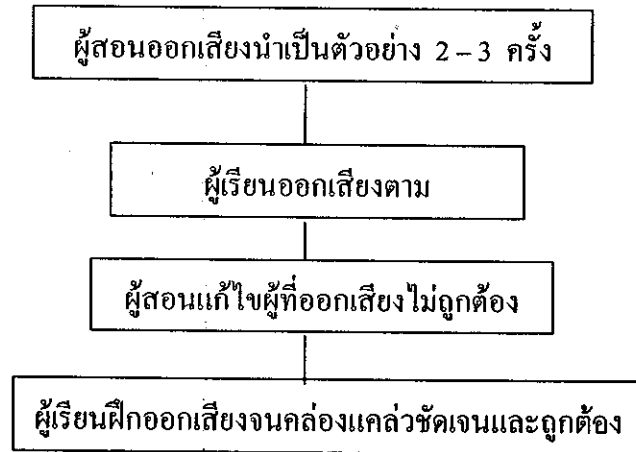 ผู้สอนออกเสียงนำเป็นตัวอย่าง 2 – 3 ครั้ง
ผู้เรียนออกเสียงตาม
ผู้สอนแก้ไขผู้ที่ออกเสียงไม่ถูกต้อง
ผู้เรียนฝึกออกเสียงจนคล่องแคล่วชัดเจนและถูกต้อง